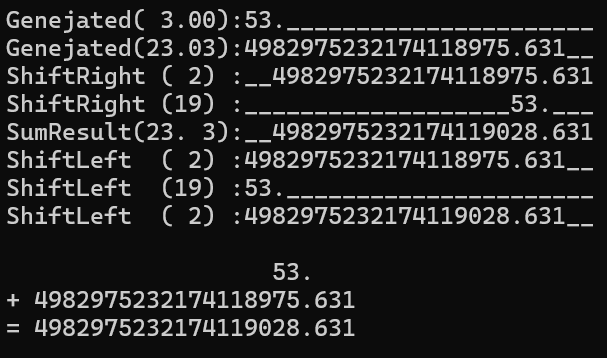 Genejated( 3.00):53.______________________
Genejated(23.03):4982975232174118975.631__
ShiftRight ( 2) :__4982975232174118975.631
ShiftRight (19) :___________________53.___
SumResult(23. 3):__4982975232174119028.631
ShiftLeft  ( 2) :4982975232174118975.631__
ShiftLeft  (19) :53.______________________
ShiftLeft  ( 2) :4982975232174119028.631__
                   53.
+ 4982975232174118975.631
= 4982975232174119028.631